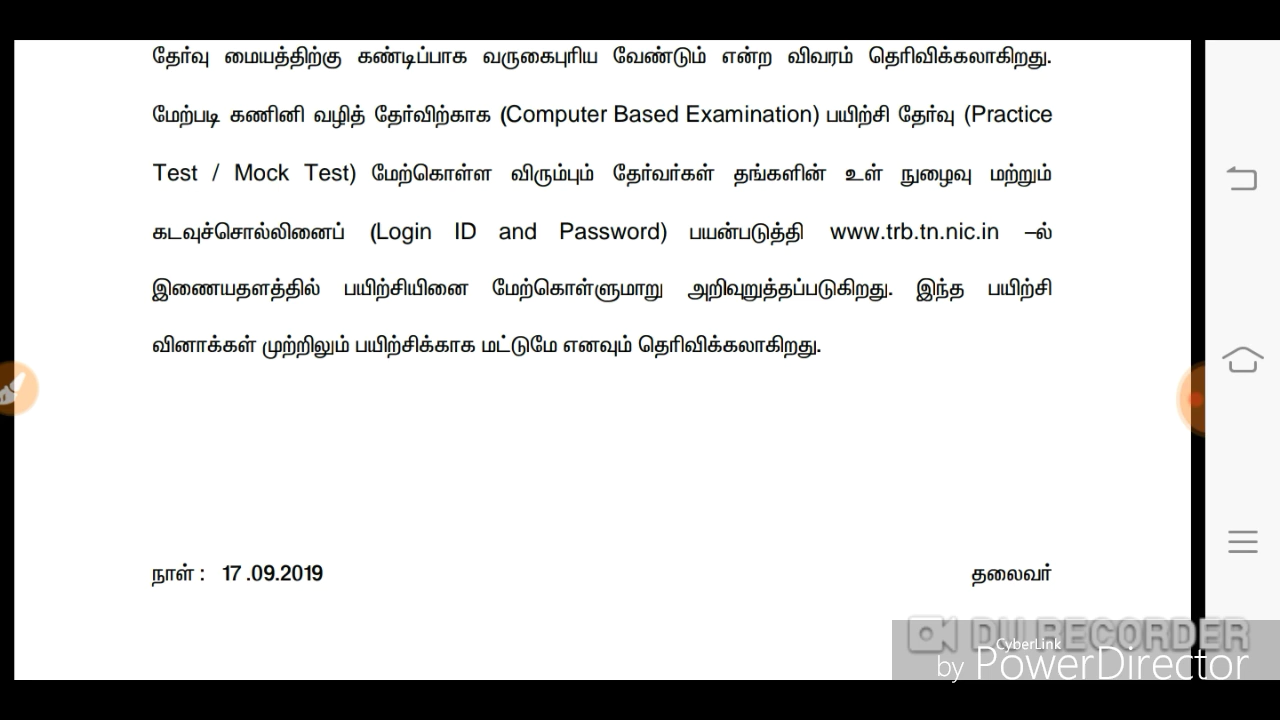 தேர்வு மையத்திற்கு கண்டிப்பாக வருகைபுரிய வேண்டும் என்ற விவரம் தெரிவிக்கலாகிறது.
மேற்படி கணினி வழித் தேர்விற்காக (Computer Based Examination) பயிற்சி தேர்வு (Practice
Test / Mock Test) மேற்கொள்ள விரும்பும் தேர்வர்கள் தங்களின் உள் நுழைவு மற்றும்
கடவுச்சொல்லினைப் (Login ID and Password) பயன்படுத்தி www.trb.tn.nic.in –ல்
இணையதளத்தில் பயிற்சியினை மேற்கொள்ளுமாறு அறிவுறுத்தப்படுகிறது. இந்த பயிற்சி
வினாக்கள் முற்றிலும் பயிற்சிக்காக மட்டுமே எனவும் தெரிவிக்கலாகிறது.
நாள் : 17 .09.2019 தலைவர்
DU RECORDER
CyberLink
by PowerDirector